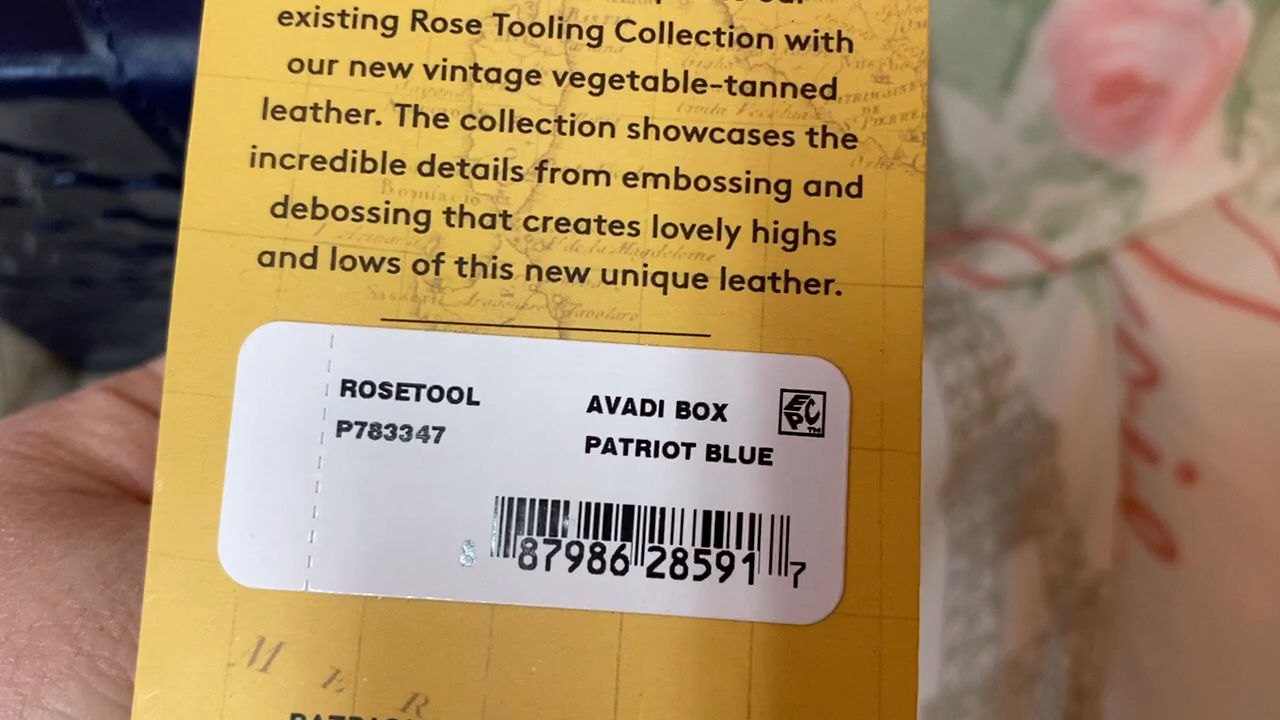 existing Rose Tooling Collection with
our new vintage vegetable-tanned
leather. The collection showcases the
incredible details from embossing and
debossing that creates lovely highs
and lows of this new unique leather.
ROSETOOL
P783347
AVADI BOX
PATRIOT BLUE
EPC™
8 87986 28591 7
M E R